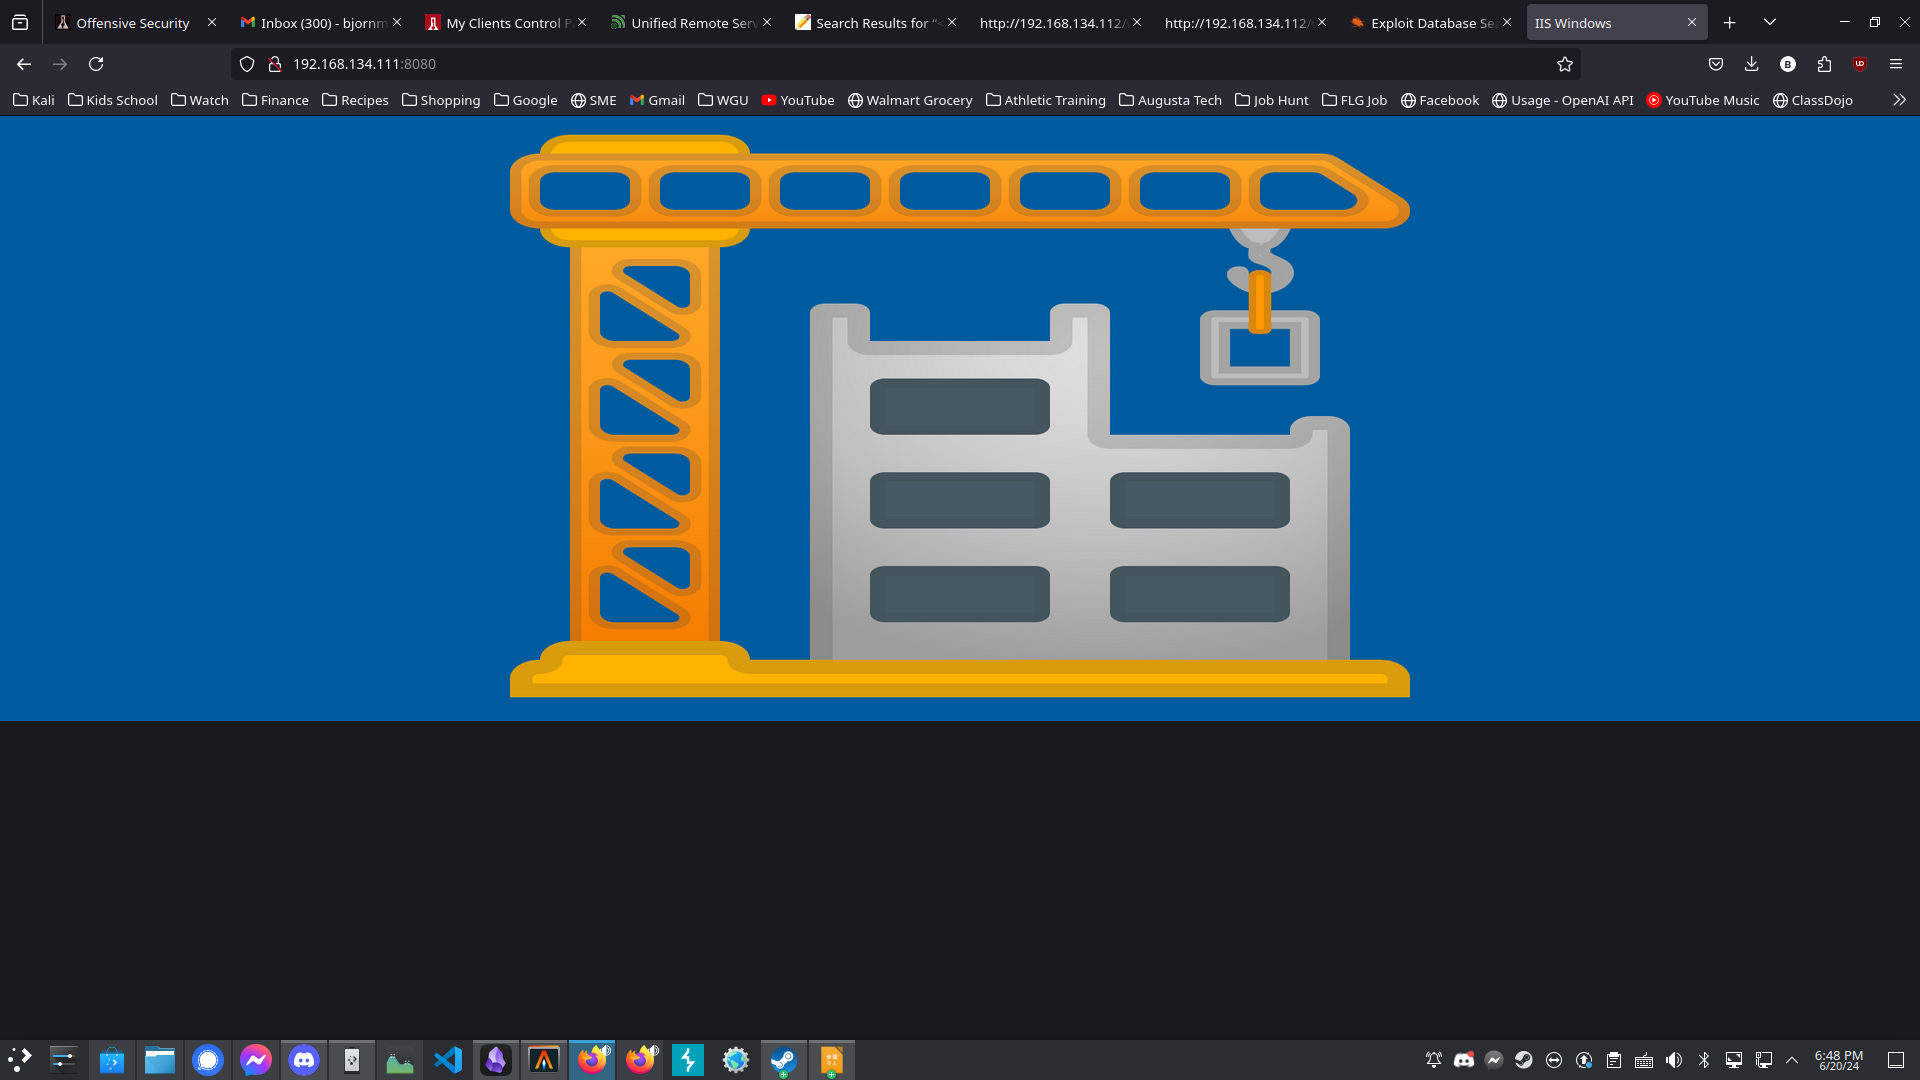 Offensive Security
Inbox (300) - bjornm
My Clients Control P
Unified Remote Serv
Search Results for “
http://192.168.134.112/
http://192.168.134.112/
Exploit Database Se
IIS Windows
192.168.134.111:8080
Kali
Kids School
Watch
Finance
Recipes
Shopping
Google
SME
Gmail
WGU
YouTube
Walmart Grocery
Athletic Training
Augusta Tech
Job Hunt
FLG Job
Facebook
Usage - OpenAI API
YouTube Music
ClassDojo
6:48 PM
6/20/24